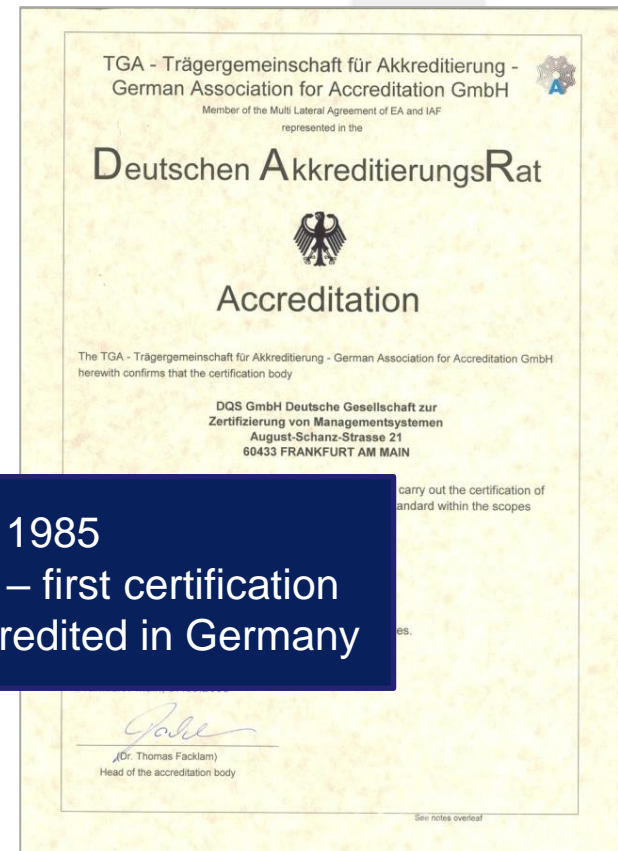 TGA - Trägergemeinschaft für Akkreditierung -
German Association for Accreditation GmbH
A
Member of the Multi Lateral Agreement of EA and IAF
represented in the
Deutschen AkkreditierungsRat
Accreditation
The TGA - Trägergemeinschaft für Akkreditierung - German Association for Accreditation GmbH
herewith confirms that the certification body
DQS GmbH Deutsche Gesellschaft zur
Zertifizierung von Managementsystemen
August-Schanz-Strasse 21
60433 FRANKFURT AM MAIN
carry out the certification of
andard within the scopes
1985
– first certification
redited in Germany
es.
(Dr. Thomas Facklam)
Head of the accreditation body
See notes overleaf